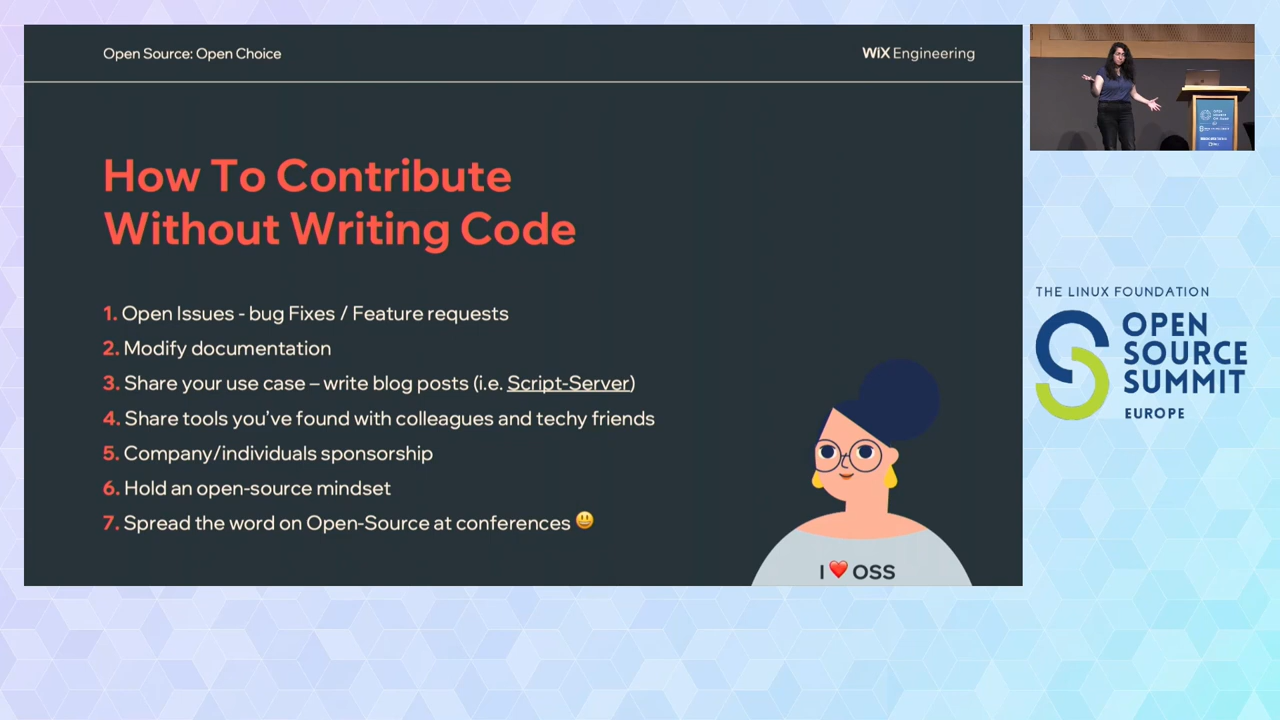 Open Source: Open Choice
WiX Engineering
How To Contribute
Without Writing Code
1. Open Issues - bug Fixes / Feature requests
2. Modify documentation
3. Share your use case – write blog posts (i.e. Script-Server)
4. Share tools you've found with colleagues and techy friends
5. Company/individuals sponsorship
6. Hold an open-source mindset
7. Spread the word on Open-Source at conferences 😃
I ❤️ OSS
THE LINUX FOUNDATION
OPEN
SOURCE
SUMMIT
EUROPE